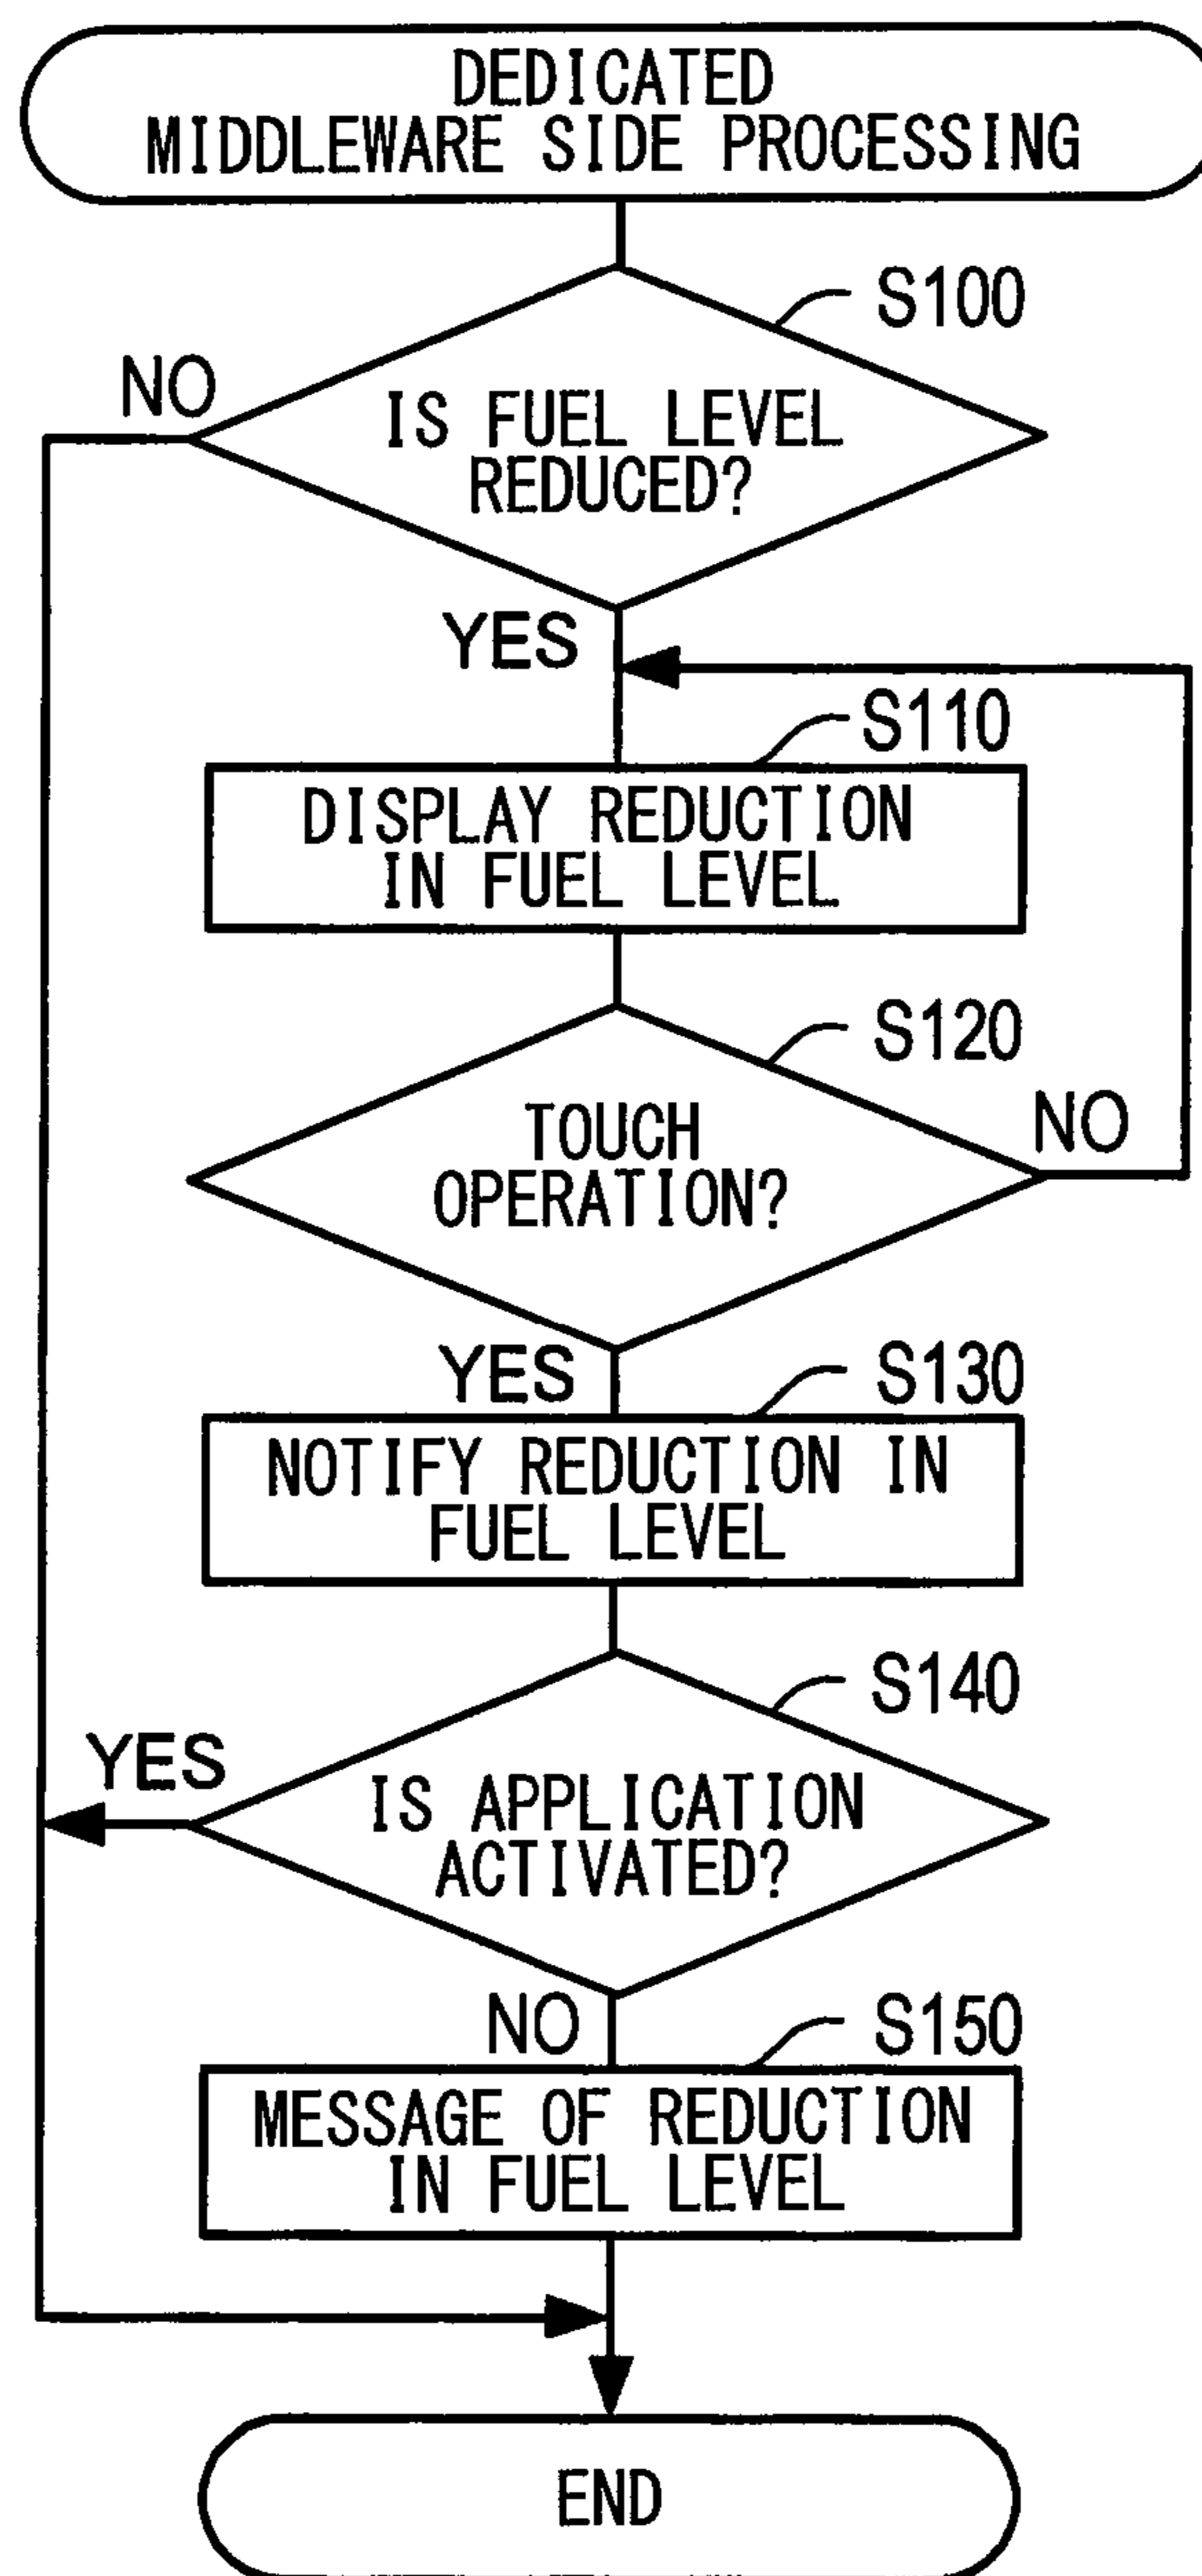 DEDICATED
MIDDLEWARE SIDE PROCESSING
S100
NO
IS FUEL LEVEL
REDUCED?
YES
S110
DISPLAY REDUCTION
IN FUEL LEVEL
S120
TOUCH
OPERATION?
NO
YES
S130
NOTIFY REDUCTION IN
FUEL LEVEL
S140
YES
IS APPLICATION
ACTIVATED?
NO
S150
MESSAGE OF REDUCTION
IN FUEL LEVEL
END